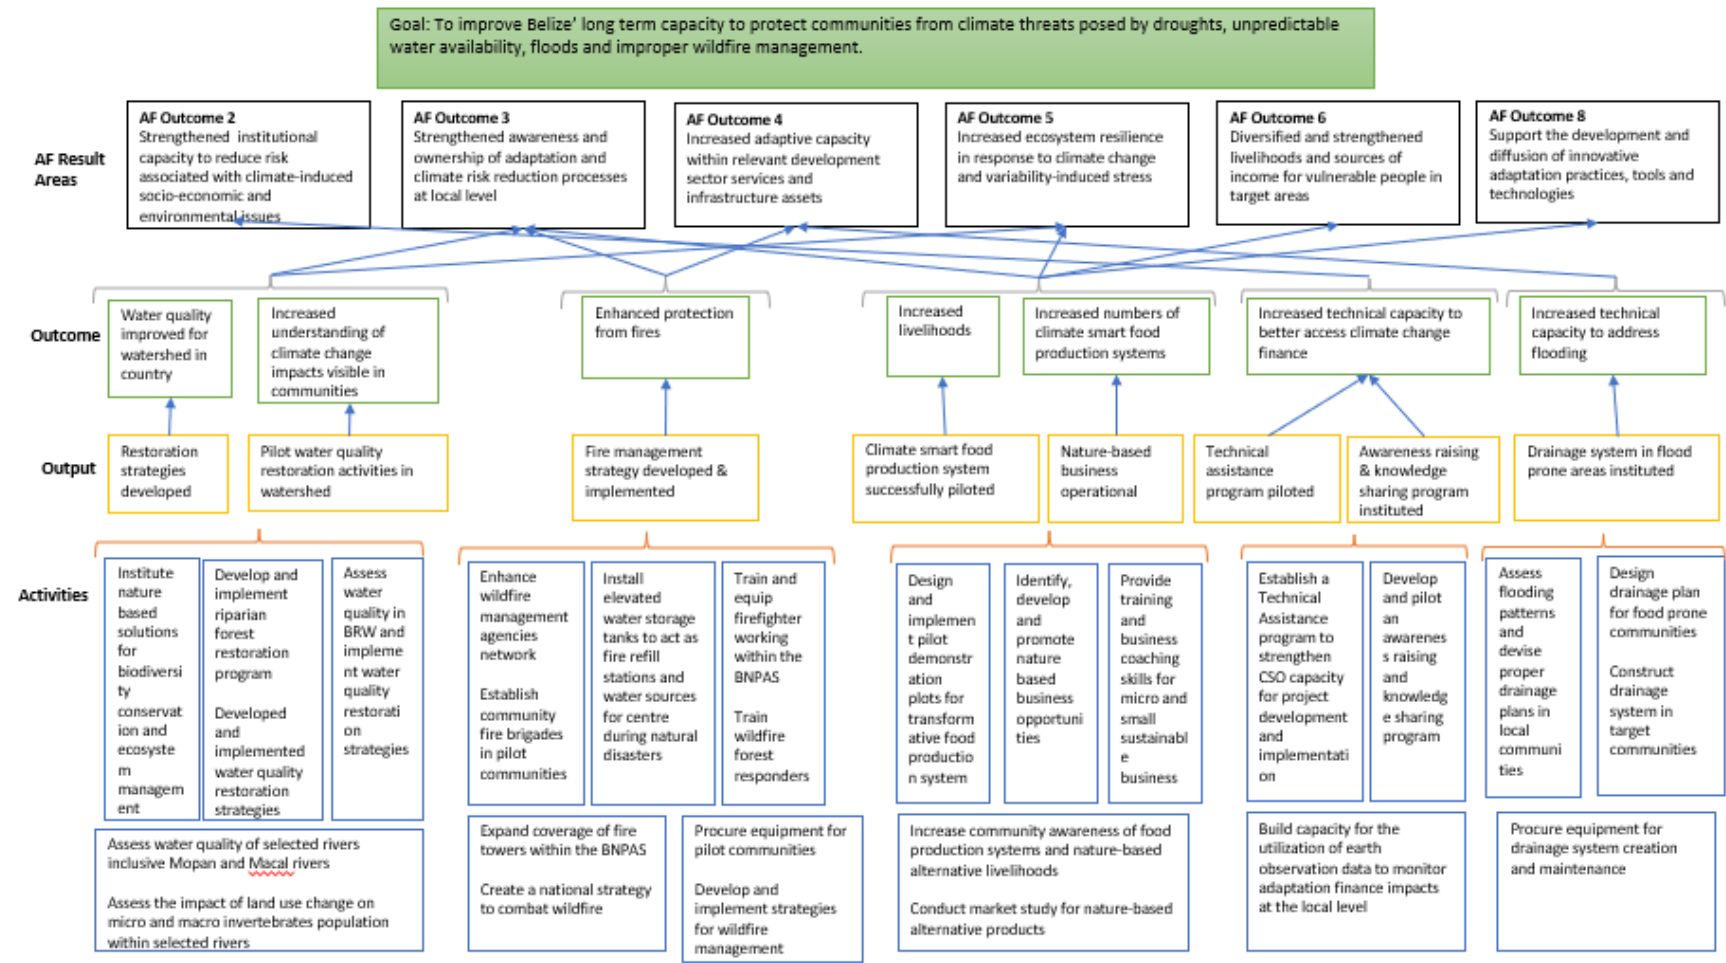 Goal: To improve Belize’ long term capacity to protect communities from climate threats posed by droughts, unpredictable
water availability, floods and improper wildfire management.
AF Result
Areas
AF Outcome 2
Strengthened institutional
capacity to reduce risk
associated with climate-induced
socio-economic and
environmental issues
AF Outcome 3
Strengthened awareness and
ownership of adaptation and
climate risk reduction processes
at local level
AF Outcome 4
Increased adaptive capacity
within relevant development
sector services and
infrastructure assets
AF Outcome 5
Increased ecosystem resilience
in response to climate change
and variability-induced stress
AF Outcome 6
Diversified and strengthened
livelihoods and sources of
income for vulnerable people in
target areas
AF Outcome 8
Support the development and
diffusion of innovative
adaptation practices, tools and
technologies
Outcome
Water quality
improved for
watershed in
country
Increased
understanding of
climate change
impacts visible in
communities
Enhanced protection
from fires
Increased
livelihoods
Increased numbers of
climate smart food
production systems
Increased technical capacity to
better access climate change
finance
Increased technical
capacity to address
flooding
Output
Restoration
strategies
developed
Pilot water quality
restoration activities in
watershed
Fire management
strategy developed &
implemented
Climate smart food
production system
successfully piloted
Nature-based
business
operational
Technical
assistance
program piloted
Awareness raising
& knowledge
sharing program
instituted
Drainage system in flood
prone areas instituted
Activities
Institute
nature
based
solutions
for
biodiversi
ty
conservat
ion and
ecosyste
m
managem
ent
Develop and
implement
riparian
forest
restoration
program
Developed
and
implemented
water quality
restoration
strategies
Assess
water
quality in
BRW and
impleme
nt water
quality
restorati
on
strategies
Enhance
wildfire
management
agencies
network
Establish
community
fire brigades
in pilot
communities
Install
elevated
water storage
tanks to act as
fire refill
stations and
water sources
for centre
during natural
disasters
Train and
equip
firefighter
working
within the
BNPAS
Train
wildfire
forest
responders
Design
and
implemen
t pilot
demonstr
ation
plots for
transform
ative food
productio
n system
Identify,
develop
and
promote
nature
based
business
opportuni
ties
Provide
training
and
business
coaching
skills for
micro and
small
sustainabl
e
business
Establish a
Technical
Assistance
program to
strengthen
CSO capacity
for project
development
and
implementati
on
Develop
and pilot
an
awarenes
s raising
and
knowledg
e sharing
program
Assess
flooding
patterns
and
devise
proper
drainage
plans in
local
communi
ties
Design
drainage plan
for food prone
communities
Construct
drainage
system in
target
communities
Assess water quality of selected rivers
inclusive Mopan and Macal rivers
Assess the impact of land use change on
micro and macro invertebrates population
within selected rivers
Expand coverage of fire
towers within the BNPAS
Create a national strategy
to combat wildfire
Procure equipment for
pilot communities
Develop and
implement strategies
for wildfire
management
Increase community awareness of food
production systems and nature-based
alternative livelihoods
Conduct market study for nature-based
alternative products
Build capacity for the
utilization of earth
observation data to monitor
adaptation finance impacts
at the local level
Procure equipment for
drainage system creation
and maintenance